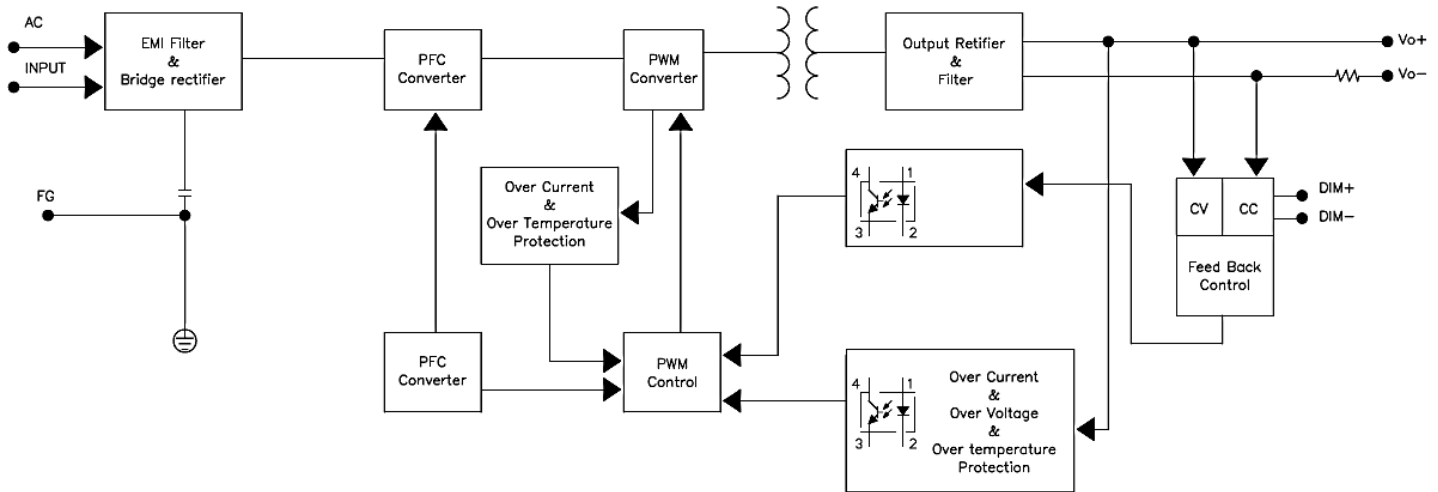 AC
INPUT
EMI Filter
&
Bridge rectifier
PFC
Converter
PWM
Converter
Output Retifier
&
Filter
Vo+
Vo-
FG
Over Current
&
Over Temperature
Protection
4 1
3 2
CV CC
DIM+
DIM-
Feed Back
Control
PFC
Converter
PWM
Control
4 1
3 2
Over Current
&
Over Voltage
&
Over temperature
Protection